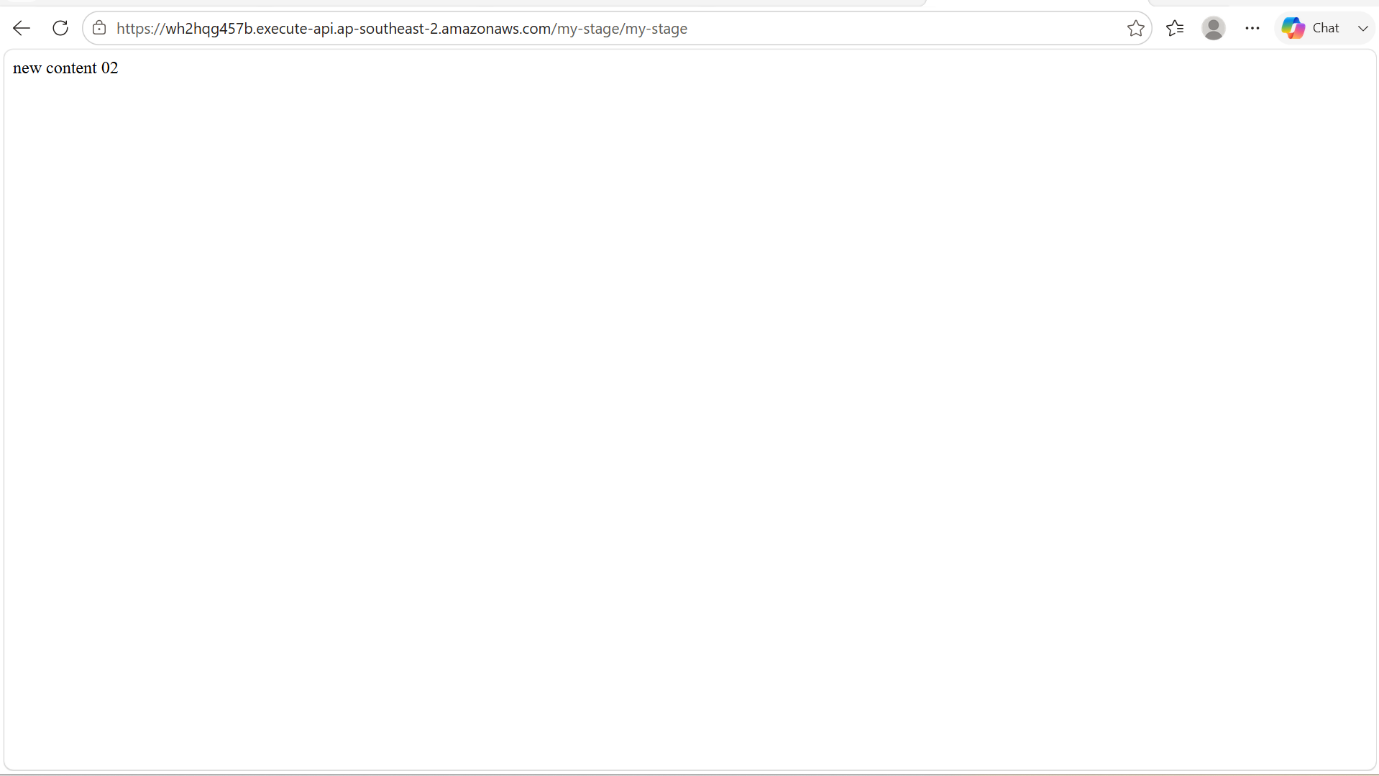 https://wh2hqg457b.execute-api.ap-southeast-2.amazonaws.com/my-stage/my-stage
Chat
new content 02